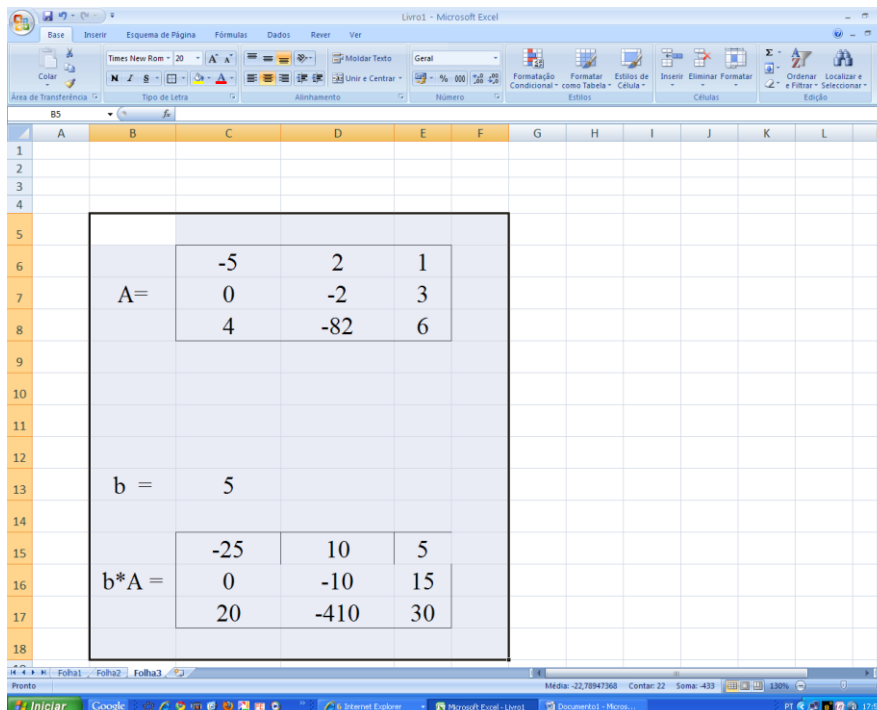 Livro1 - Microsoft Excel
Base Inserir Esquema de Página Fórmulas Dados Rever Ver
Times New Rom 20 A A Moldar Texto Geral
Colar N I S A Unir e Centrar % 000 Formatação Condicional Formatar como Tabela Estilos de Célula Inserir Eliminar Formatar Ordenar e Filtrar Localizar e Seleccionar
Área de Transferência Tipo de Letra Alinhamento Número Estilos Células Edição
B5 fx
A B C D E F G H I J K L
1
2
3
4
5
6 -5 2 1
7 A= 0 -2 3
8 4 -82 6
9
10
11
12
13 b = 5
14
15 -25 10 5
16 b*A = 0 -10 15
17 20 -410 30
18
Folha1 Folha2 Folha3
Pronto Média: -22,78947368 Contar: 22 Soma: -433 130%
Iniciar Google 6 Internet Explorer Microsoft Excel - Livro1 Documento1 - Micros... PT